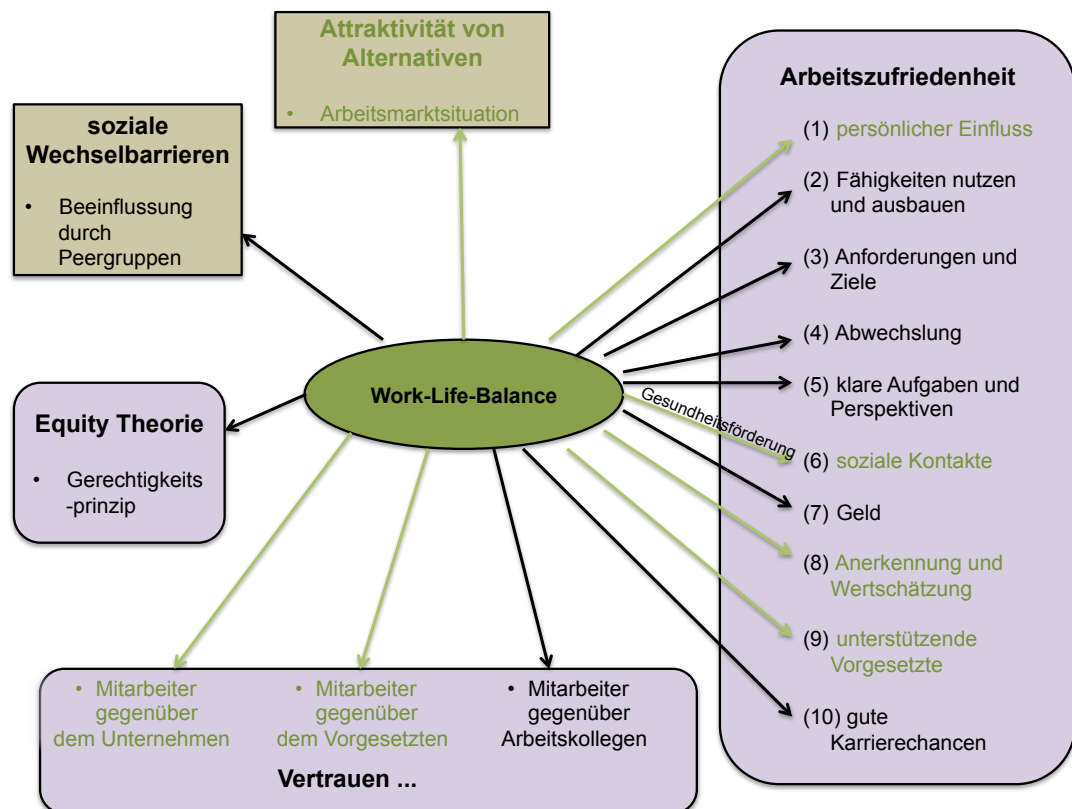 Attraktivität von
Alternativen
• Arbeitsmarktsituation
soziale
Wechselbarrieren
• Beeinflussung
durch
Peergruppen
Equity Theorie
• Gerechtigkeits
-prinzip
Work-Life-Balance
Gesundheitsförderung
Arbeitszufriedenheit
(1) persönlicher Einfluss
(2) Fähigkeiten nutzen
und ausbauen
(3) Anforderungen und
Ziele
(4) Abwechslung
(5) klare Aufgaben und
Perspektiven
(6) soziale Kontakte
(7) Geld
(8) Anerkennung und
Wertschätzung
(9) unterstützende
Vorgesetzte
(10) gute
Karrierechancen
• Mitarbeiter
gegenüber
dem Unternehmen
• Mitarbeiter
gegenüber
dem Vorgesetzten
• Mitarbeiter
gegenüber
Arbeitskollegen
Vertrauen ...